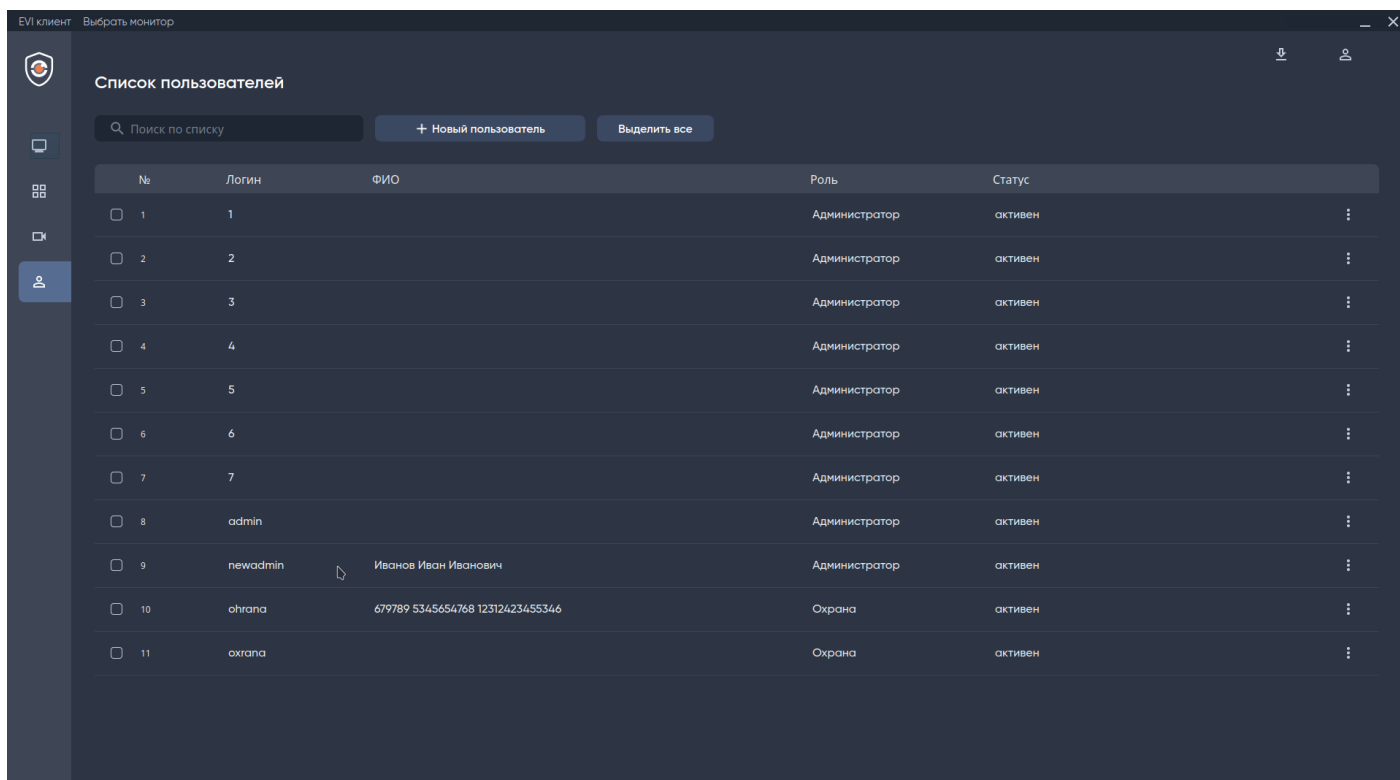 EVI клиент Выбрать монитор
Список пользователей
Поиск по списку + Новый пользователь Выделить все
№ Логин ФИО Роль Статус
1 1 Администратор активен
2 2 Администратор активен
3 3 Администратор активен
4 4 Администратор активен
5 5 Администратор активен
6 6 Администратор активен
7 7 Администратор активен
8 admin Администратор активен
9 newadmin Иванов Иван Иванович Администратор активен
10 ohrana 679789 5345654768 12312423455346 Охрана активен
11 oxrana Охрана активен